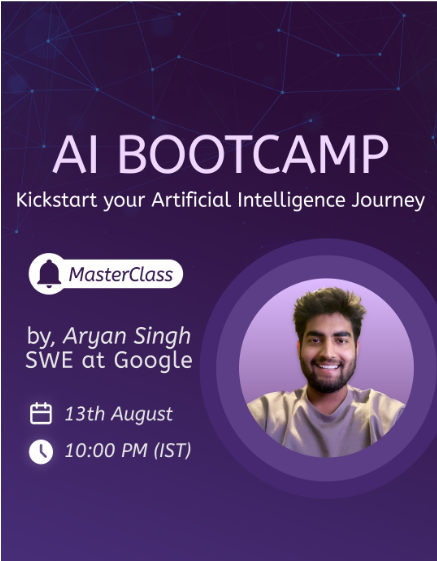 AI BOOTCAMP
Kickstart your Artificial Intelligence Journey
MasterClass
by, Aryan Singh
SWE at Google
13th August
10:00 PM (IST)